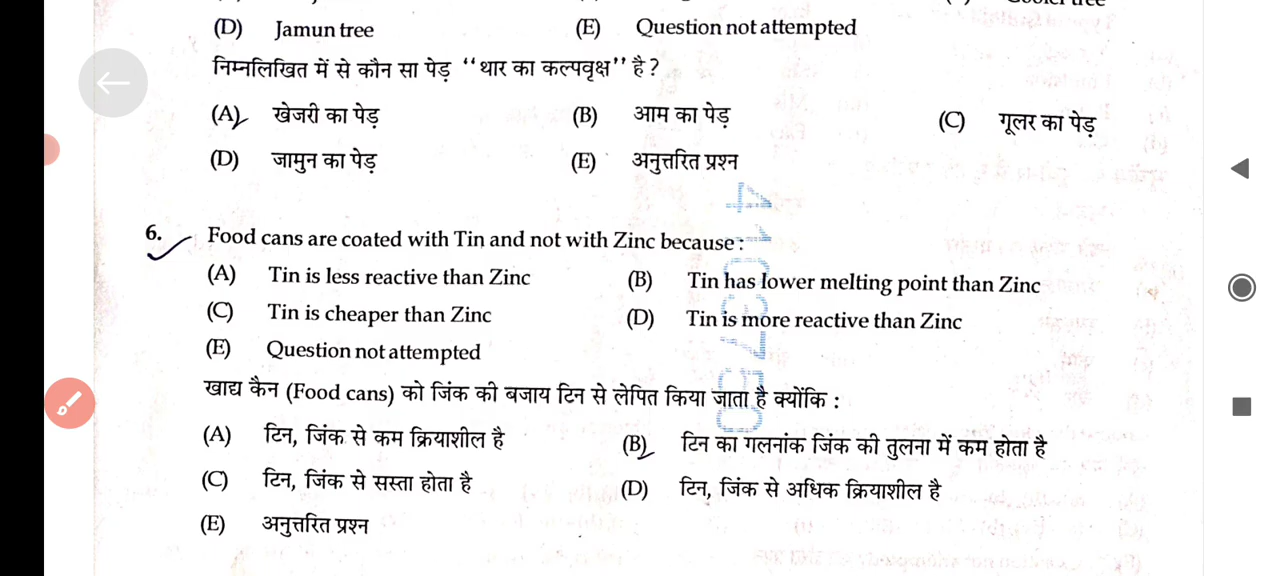 (D) Jamun tree (E) Question not attempted
निम्नलिखित में से कौन सा पेड़ “थार का कल्पवृक्ष” है ?
(A) खेजरी का पेड़ (B) आम का पेड़ (C) गूलर का पेड़
(D) जामुन का पेड़ (E) अनुत्तरित प्रश्न
6. Food cans are coated with Tin and not with Zinc because :
(A) Tin is less reactive than Zinc (B) Tin has lower melting point than Zinc
(C) Tin is cheaper than Zinc (D) Tin is more reactive than Zinc
(E) Question not attempted
खाद्य कैन (Food cans) को जिंक की बजाय टिन से लेपित किया जाता है क्योंकि :
(A) टिन, जिंक से कम क्रियाशील है (B) टिन का गलनांक जिंक की तुलना में कम होता है
(C) टिन, जिंक से सस्ता होता है (D) टिन, जिंक से अधिक क्रियाशील है
(E) अनुत्तरित प्रश्न